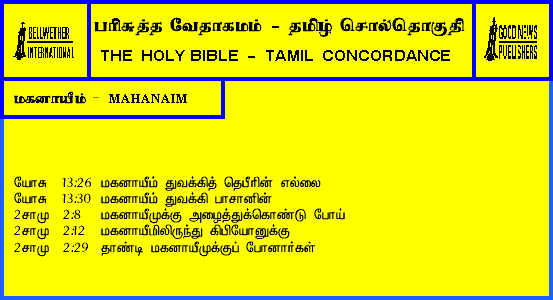 BELLWETHER
INTERNATIONAL
பரிசுத்த வேதாகமம் - தமிழ் சொல்தொகுதி
THE HOLY BIBLE - TAMIL CONCORDANCE
GOOD NEWS
PUBLISHERS
மகனாயீம் - MAHANAIM
யோசு 13:26 மகனாயீம் துவக்கித் தெபீரின் எல்லை
யோசு 13:30 மகனாயீம் துவக்கி பாசானின்
2சாமு 2:8 மகனாயீமுக்கு அழைத்துக்கொண்டு போய்
2சாமு 2:12 மகனாயீமிலிருந்து கிபியோனுக்கு
2சாமு 2:29 தாண்டி மகனாயீமுக்குப் போனார்கள்